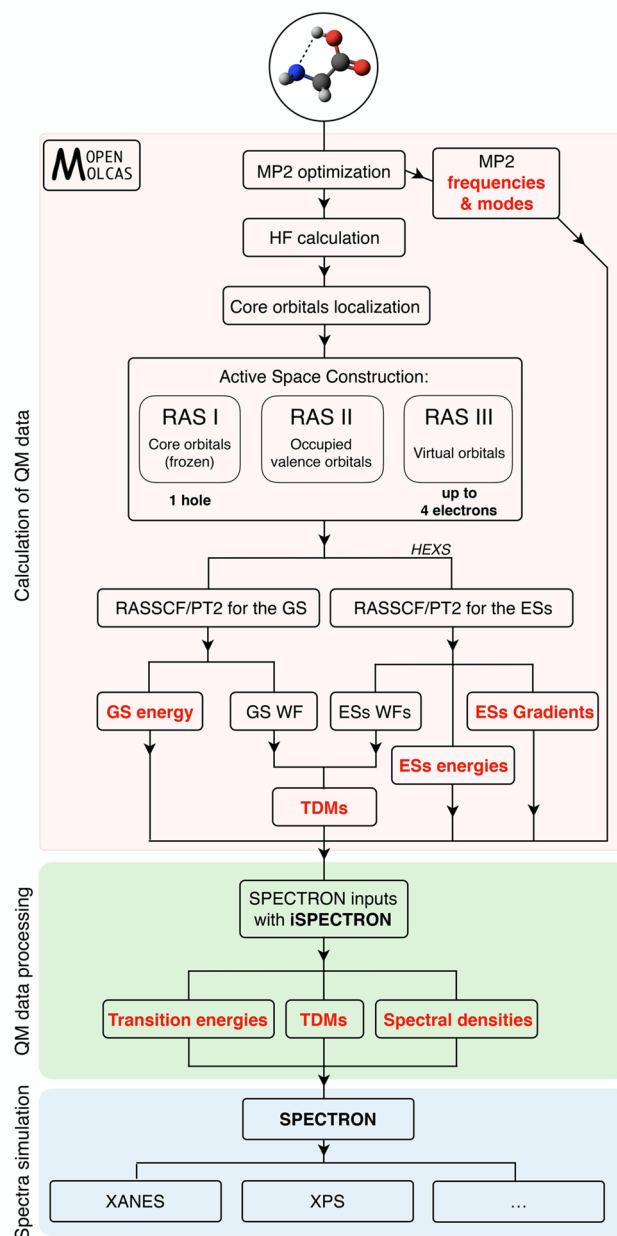 M OPEN
OLCAS
MP2 optimization
MP2
frequencies
& modes
HF calculation
Core orbitals localization
Active Space Construction:
RAS I
Core orbitals
(frozen)
RAS II
Occupied
valence orbitals
RAS III
Virtual orbitals
1 hole
up to
4 electrons
HEXS
RASSCF/PT2 for the GS
RASSCF/PT2 for the ESs
GS energy
GS WF
ESs WFs
ESs Gradients
ESs energies
TDMs
Calculation of QM data
SPECTRON inputs
with iSPECTRON
Transition energies
TDMs
Spectral densities
QM data processing
SPECTRON
XANES
XPS
...
Spectra simulation